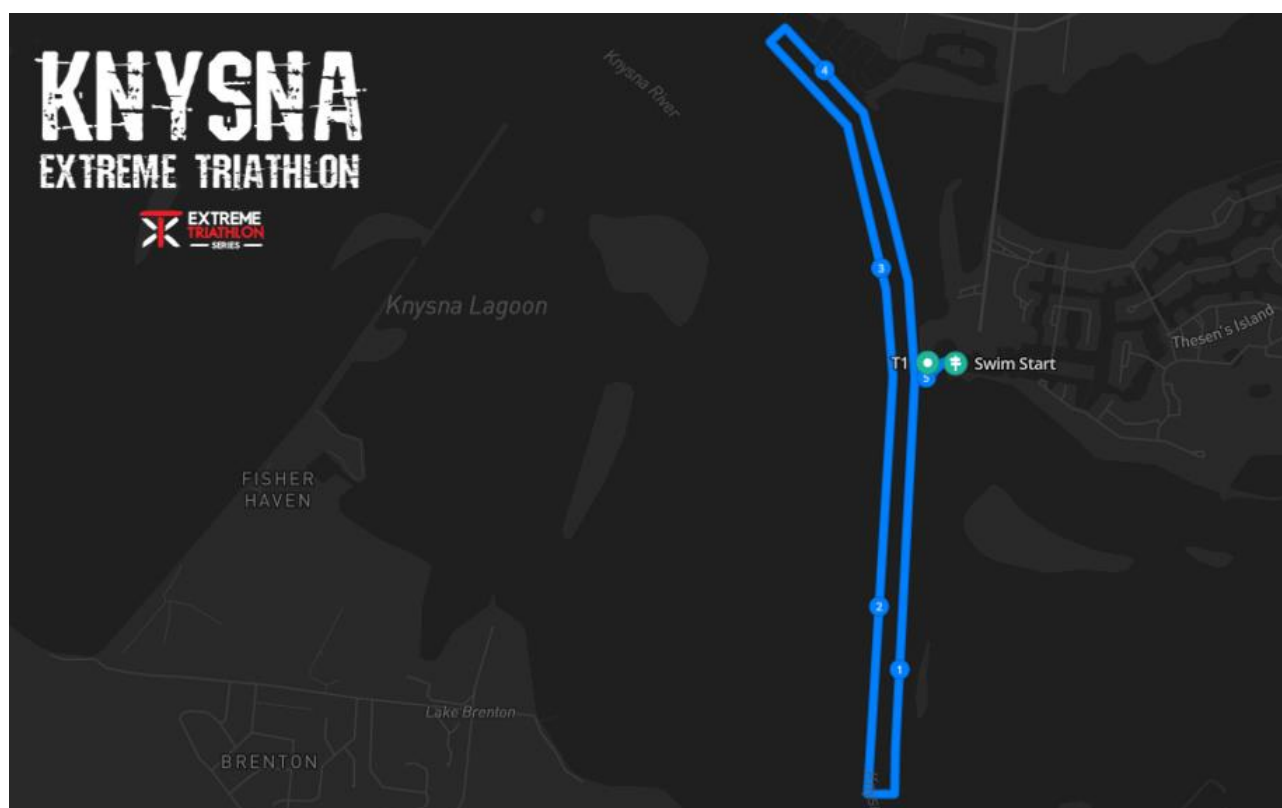 KNYSNA
EXTREME TRIATHLON
EXTREME
TRIATHLON
SERIES
Knysna River
4
Knysna Lagoon
3
Thesen's Island
T1
Swim Start
5
FISHER
HAVEN
2
1
Lake Brenton
BRENTON